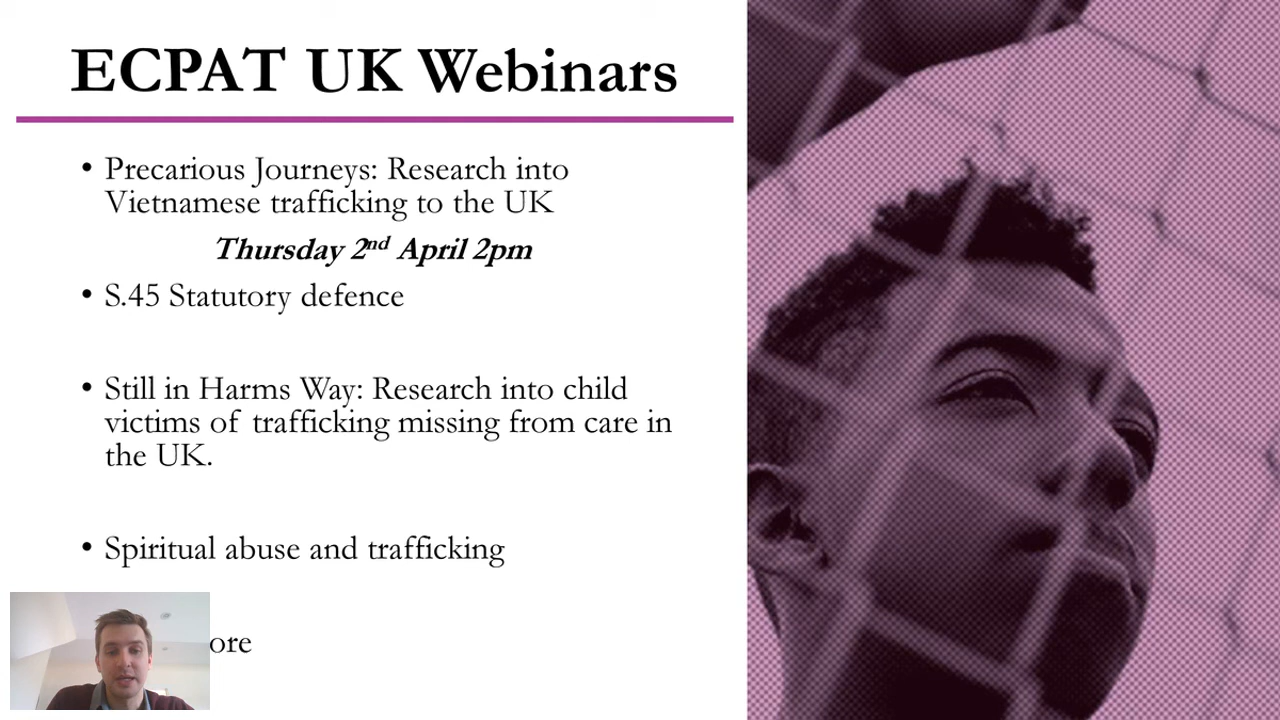 ECPAT UK Webinars
• Precarious Journeys: Research into
Vietnamese trafficking to the UK
Thursday 2nd April 2pm
• S.45 Statutory defence
• Still in Harms Way: Research into child
victims of trafficking missing from care in
the UK.
• Spiritual abuse and trafficking